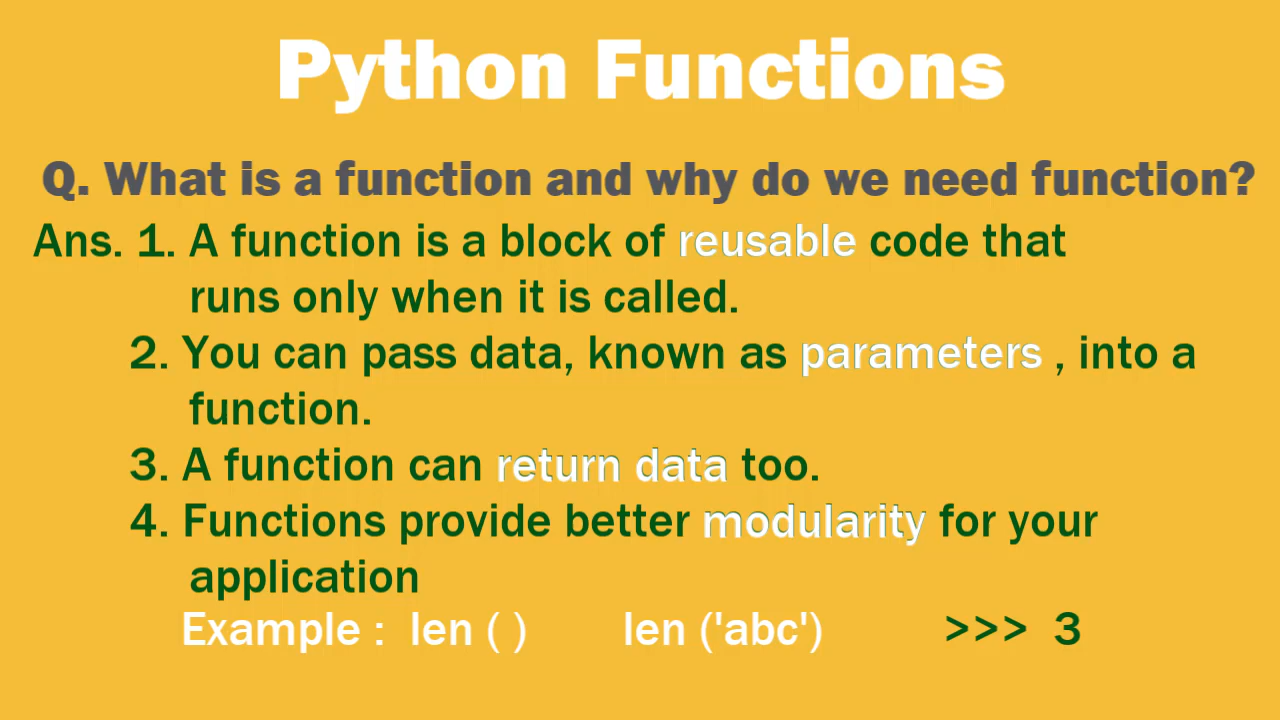 Python Functions
Q. What is a function and why do we need function?
Ans. 1. A function is a block of reusable code that
runs only when it is called.
2. You can pass data, known as parameters , into a
function.
3. A function can return data too.
4. Functions provide better modularity for your
application
Example : len ( ) len ('abc') >>> 3